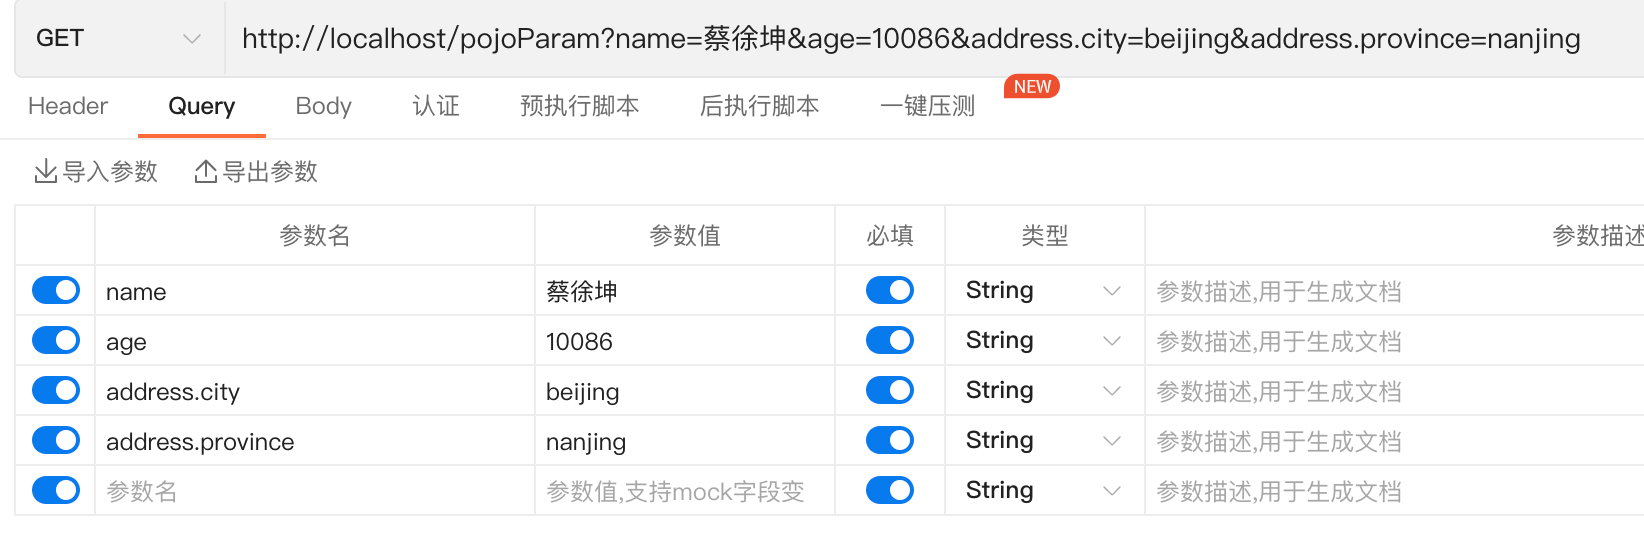 GET http://localhost/pojoParam?name=蔡徐坤&age=10086&address.city=beijing&address.province=nanjing
NEW
Header Query Body 认证 预执行脚本 后执行脚本 一键压测
导入参数 导出参数
参数名 参数值 必填 类型 参数描述
name 蔡徐坤 String 参数描述,用于生成文档
age 10086 String 参数描述,用于生成文档
address.city beijing String 参数描述,用于生成文档
address.province nanjing String 参数描述,用于生成文档
参数名 参数值,支持mock字段变 String 参数描述,用于生成文档